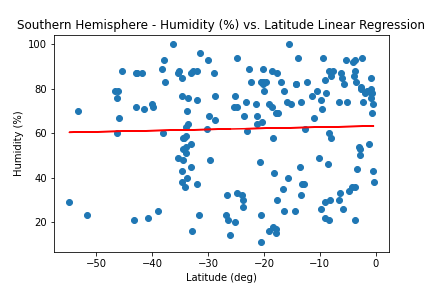 Southern Hemisphere - Humidity (%) vs. Latitude Linear Regression
100
80
60
40
20
Humidity (%)
−50 −40 −30 −20 −10 0
Latitude (deg)